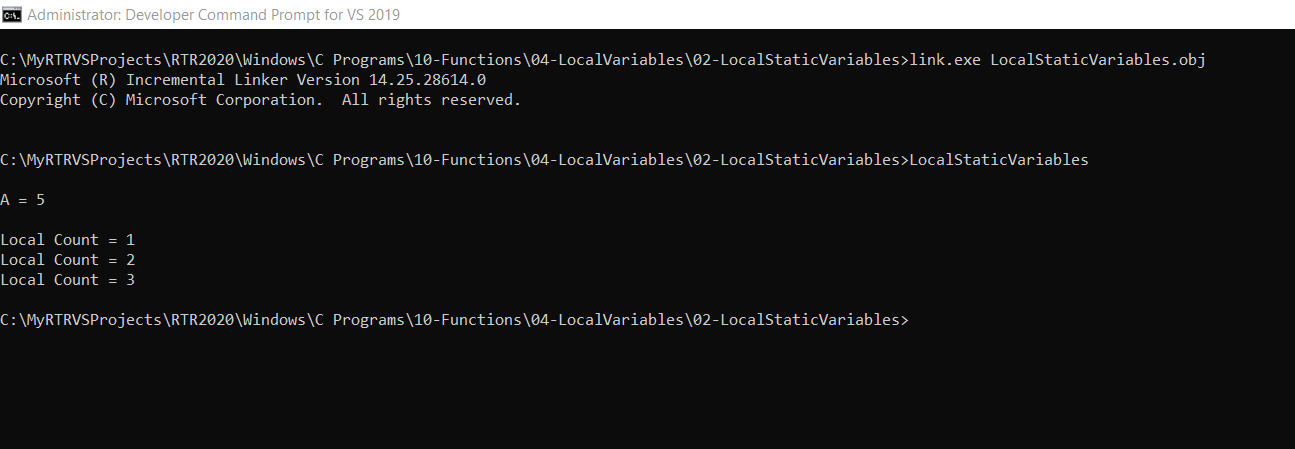 Administrator: Developer Command Prompt for VS 2019
C:\MyRTRVSProjects\RTR2020\Windows\C Programs\10-Functions\04-LocalVariables\02-LocalStaticVariables>link.exe LocalStaticVariables.obj
Microsoft (R) Incremental Linker Version 14.25.28614.0
Copyright (C) Microsoft Corporation.  All rights reserved.
C:\MyRTRVSProjects\RTR2020\Windows\C Programs\10-Functions\04-LocalVariables\02-LocalStaticVariables>LocalStaticVariables
A = 5
Local Count = 1
Local Count = 2
Local Count = 3
C:\MyRTRVSProjects\RTR2020\Windows\C Programs\10-Functions\04-LocalVariables\02-LocalStaticVariables>